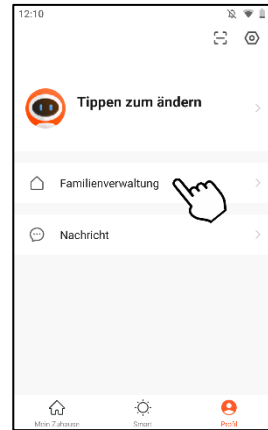 12:10
Tippen zum ändern
Familienverwaltung
Nachricht
Mein Zuhause Smart Profil